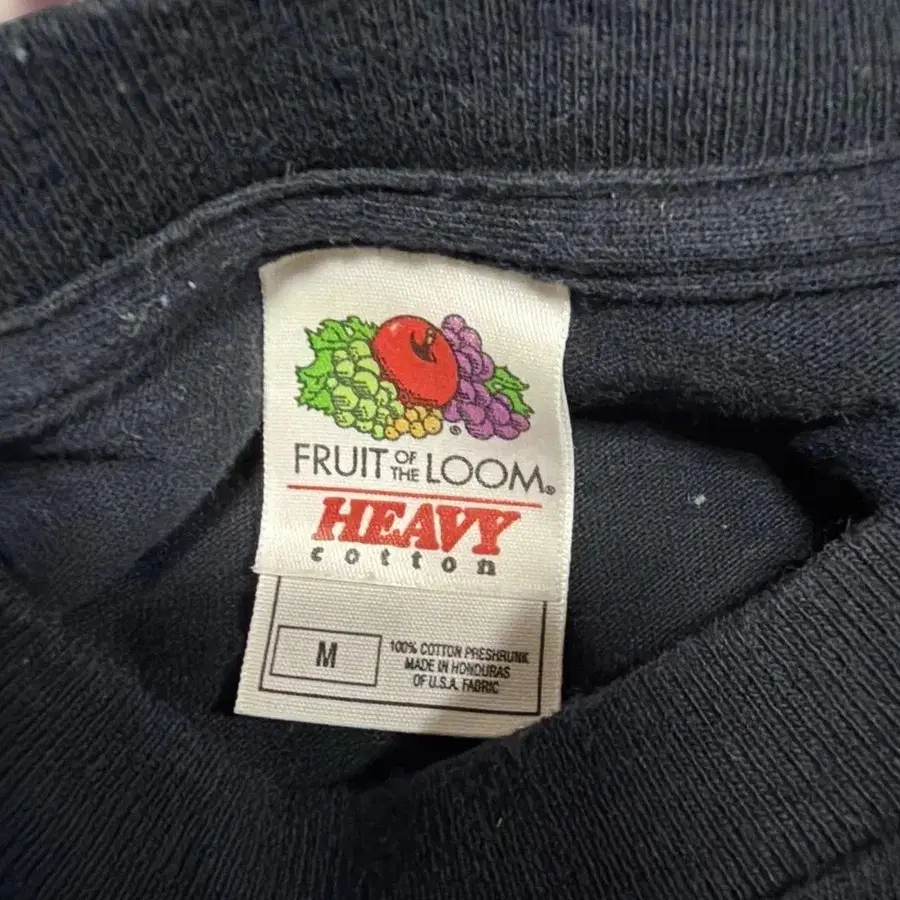 FRUIT OF THE LOOM®
HEAVY
cotton
M
100% COTTON PRESHRUNK
MADE IN HONDURAS
OF U.S.A. FABRIC